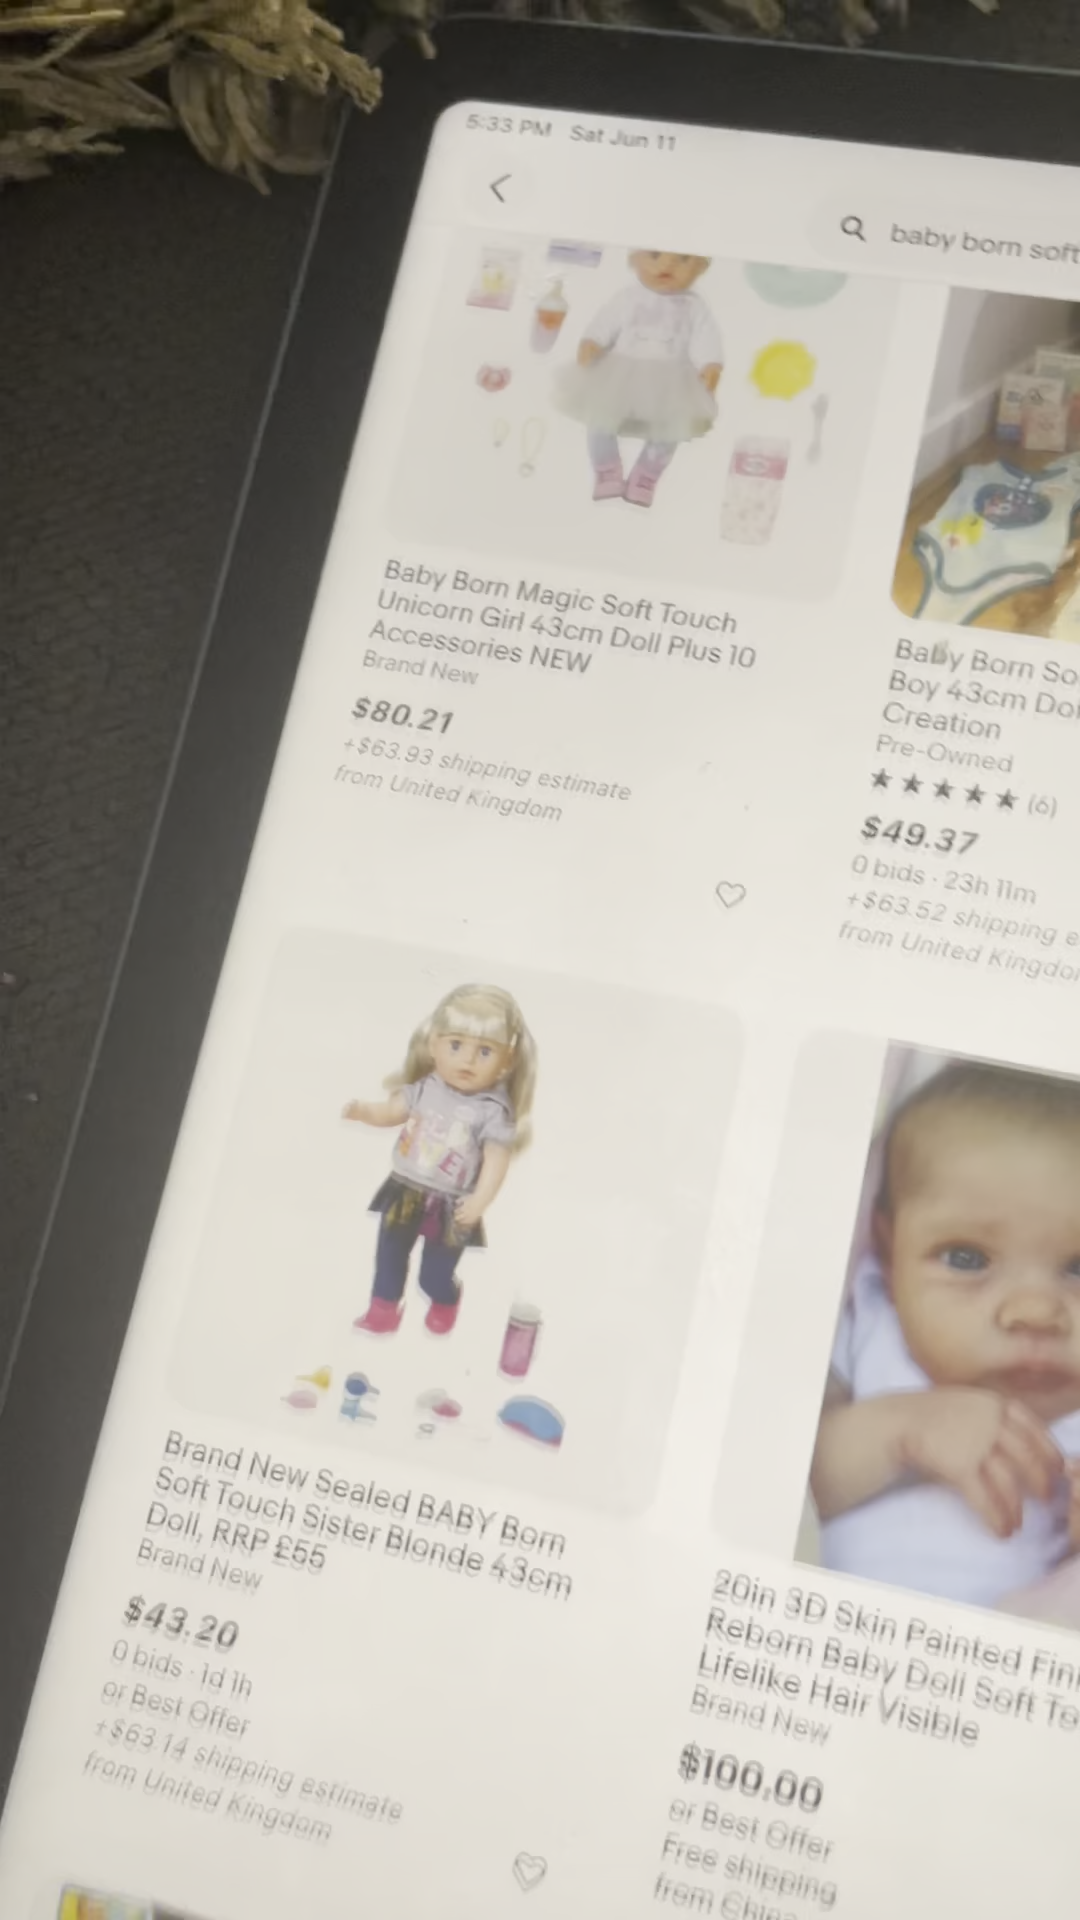 5:33 PM Sat Jun 11
baby born soft
Baby Born Magic Soft Touch
Unicorn Girl 43cm Doll Plus 10
Accessories NEW
Brand New
$80.21
+$63.93 shipping estimate
from United Kingdom
Baby Born So
Boy 43cm Dol
Creation
Pre-Owned
(6)
$49.37
0 bids · 23h 11m
+$63.52 shipping e
from United Kingdo
Brand New Sealed BABY Born
Soft Touch Sister Blonde 43cm
Doll, RRP £55
Brand New
$43.20
0 bids · 1d 1h
or Best Offer
+$63.14 shipping estimate
from United Kingdom
20in 3D Skin Painted Fini
Reborn Baby Doll Soft To
Lifelike Hair Visible
Brand New
$100.00
or Best Offer
Free shipping
from China